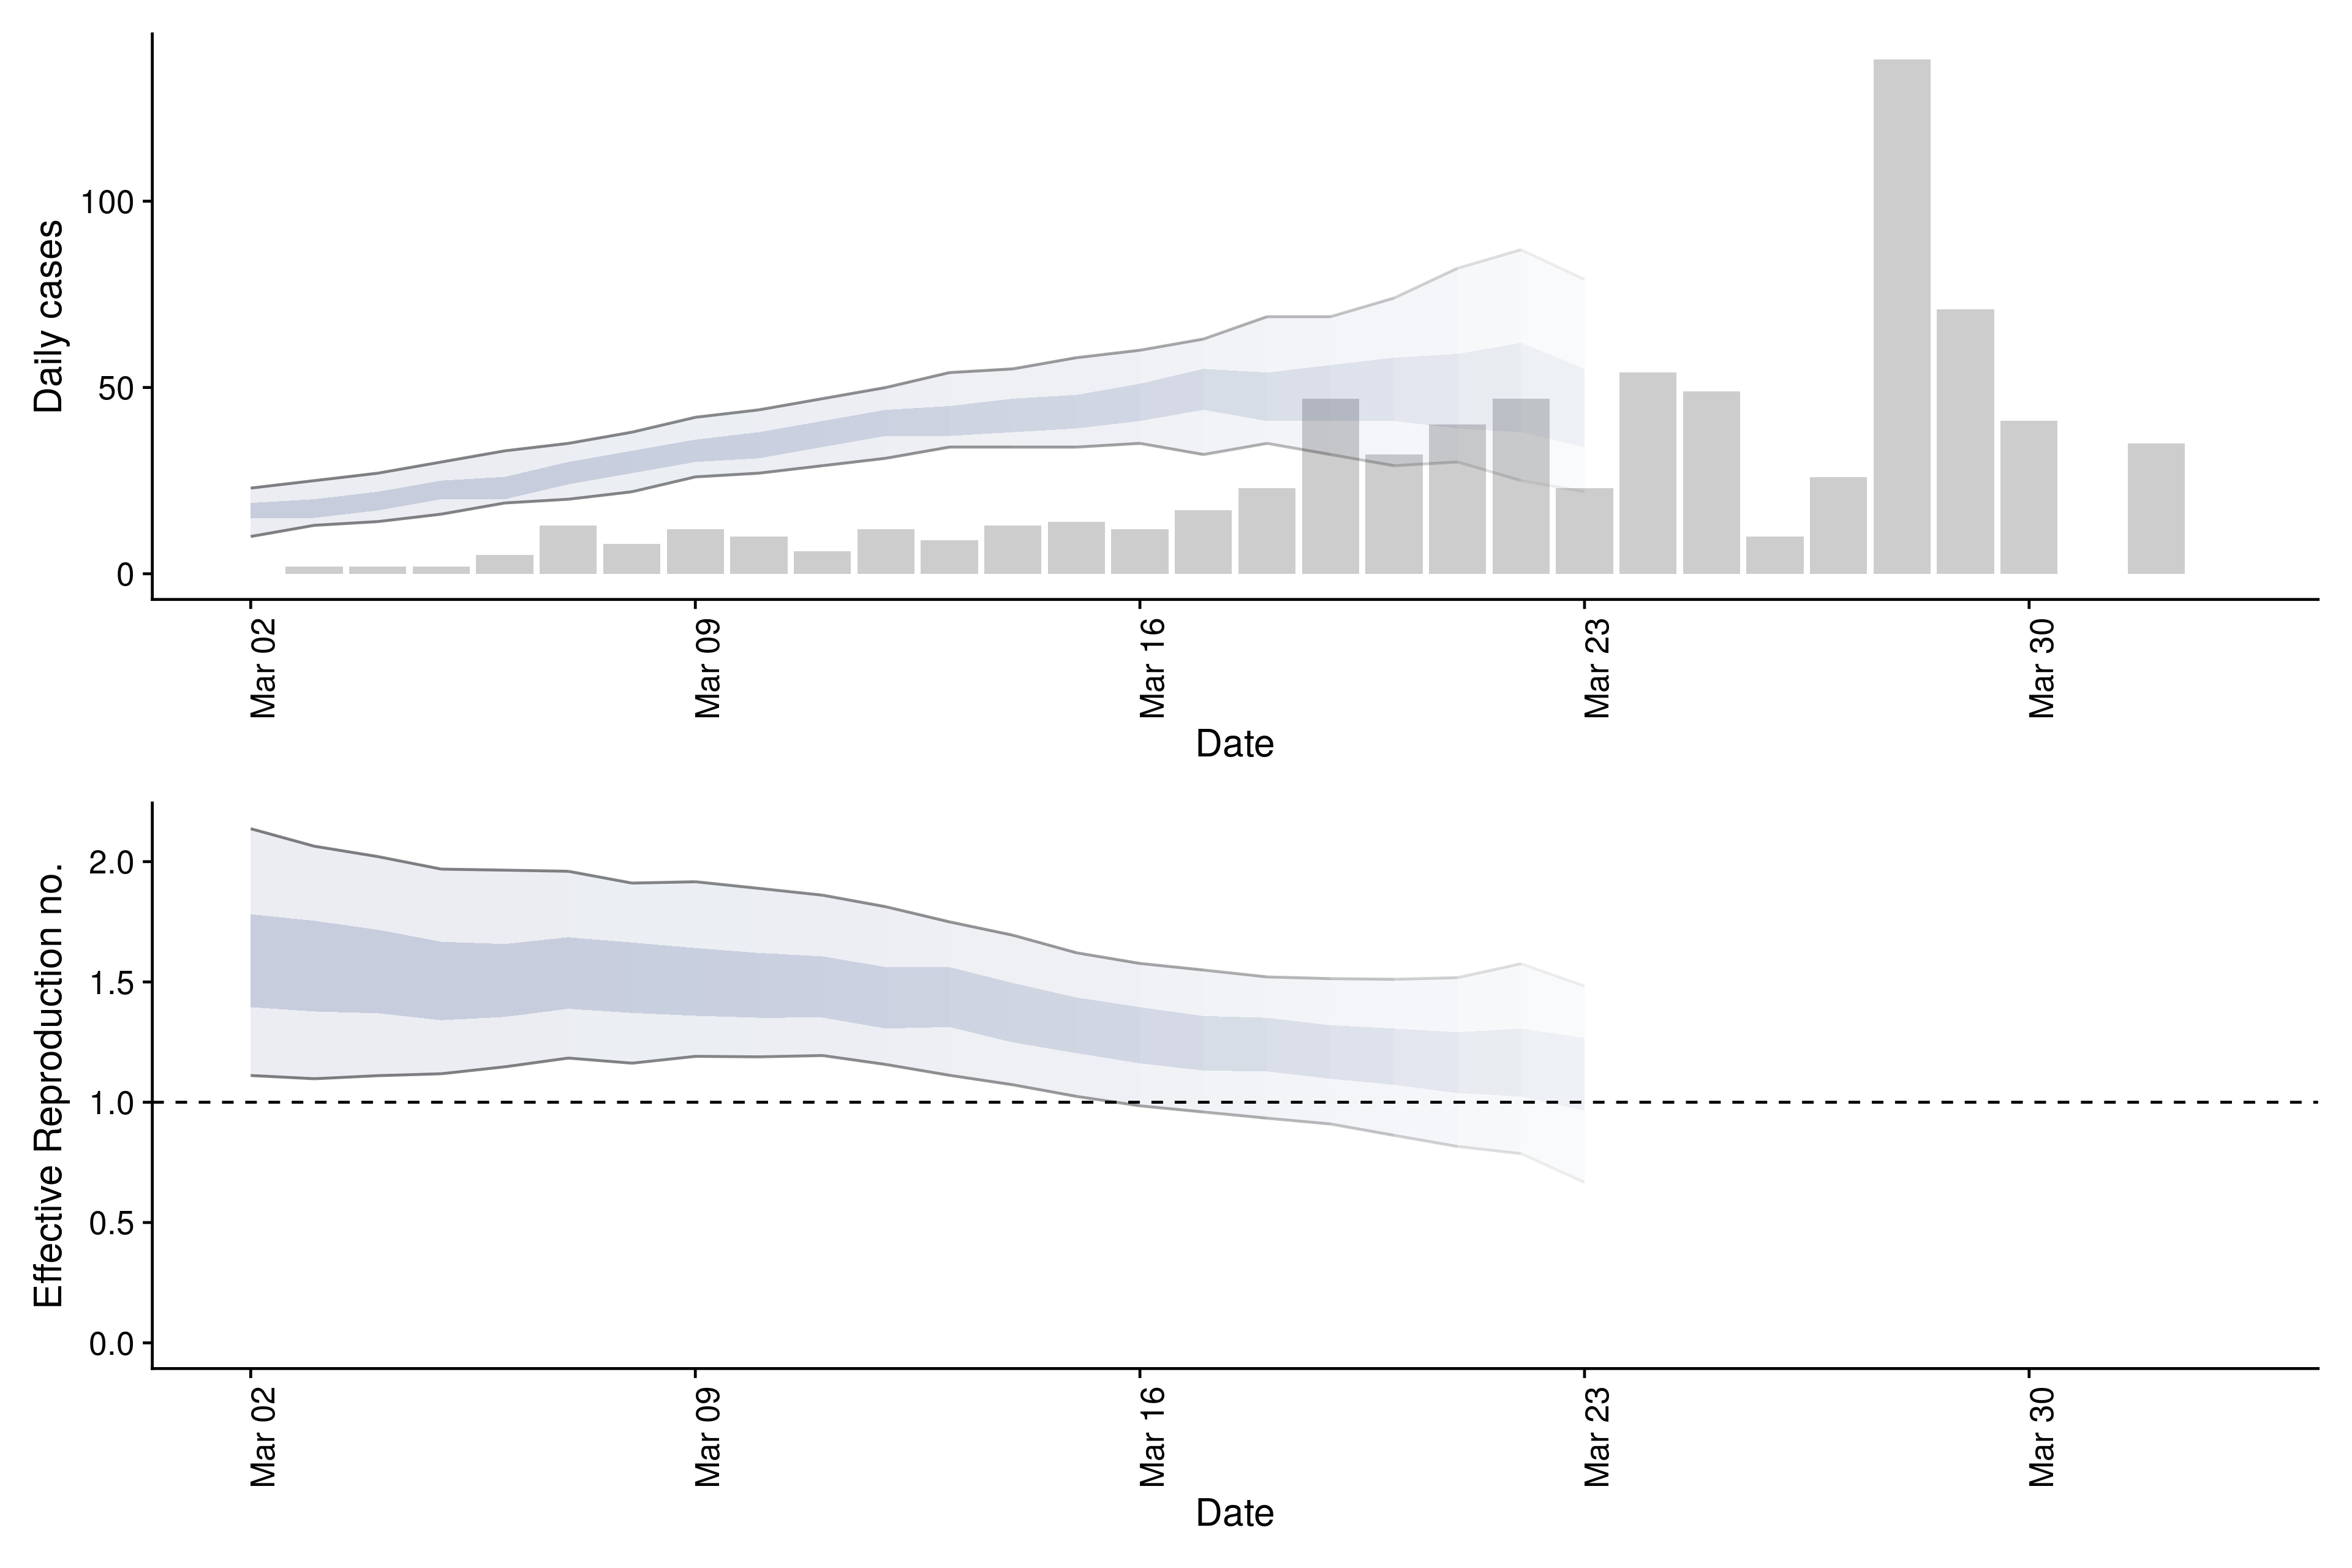 Daily cases
100
50
0
Mar 02
Mar 09
Mar 16
Mar 23
Mar 30
Date
Effective Reproduction no.
2.0
1.5
1.0
0.5
0.0
Mar 02
Mar 09
Mar 16
Mar 23
Mar 30
Date